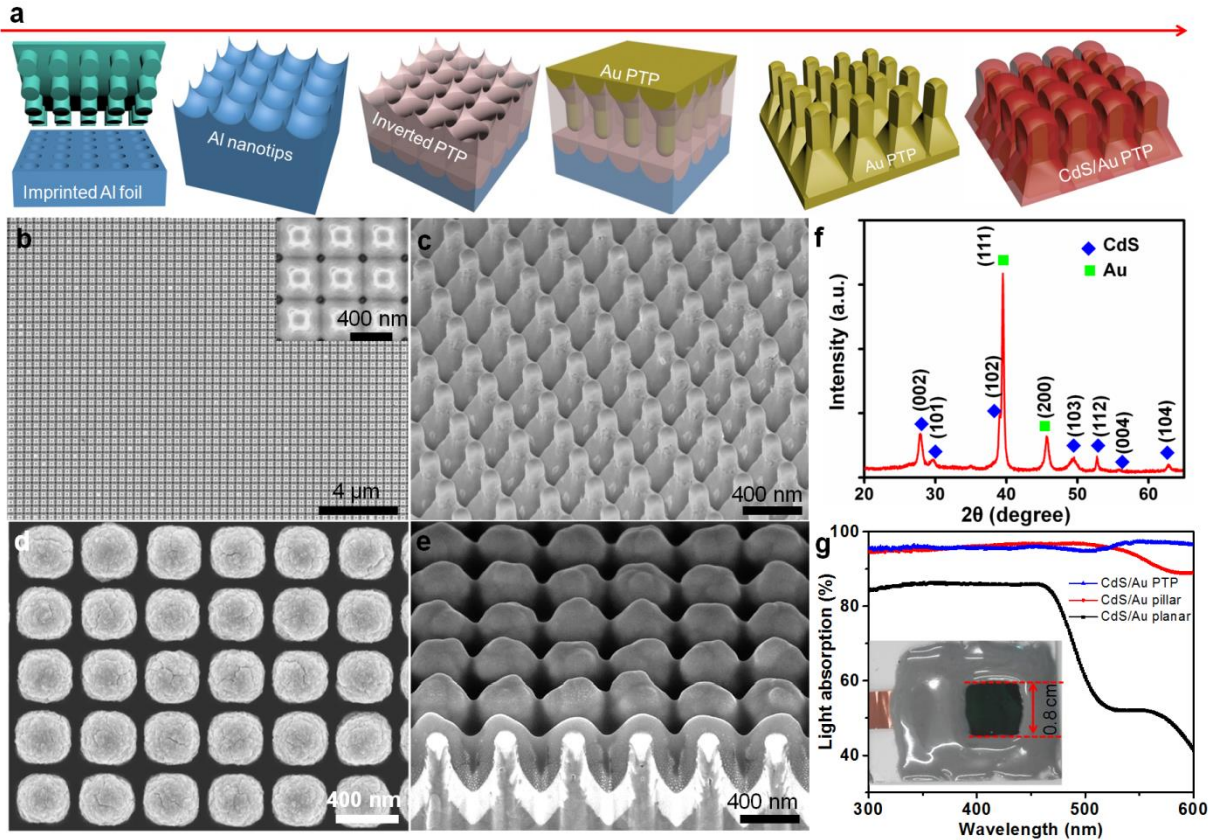 a
Imprinted Al foil
Al nanotips
Inverted PTP
Au PTP
Au PTP
CdS/Au PTP
b
400 nm
4 µm
c
400 nm
d
400 nm
e
400 nm
f
CdS
Au
(002)
(101)
(102)
(111)
(200)
(103)
(112)
(004)
(104)
Intensity (a.u.)
20 30 40 50 60
2θ (degree)
g
100
80
60
40
CdS/Au PTP
CdS/Au pillar
CdS/Au planar
0.8cm
Light absorption (%)
300 400 500 600
Wavelength (nm)